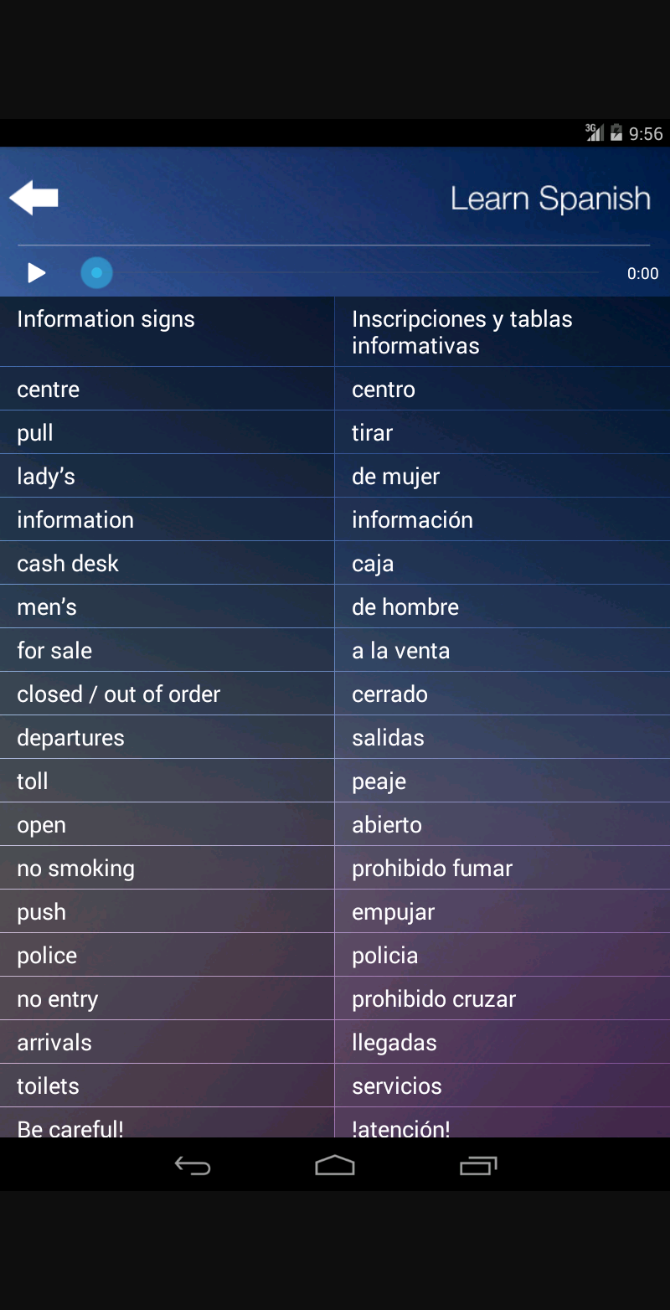 3G 9:56
Learn Spanish
0:00
Information signs
Inscripciones y tablas
informativas
centre
centro
pull
tirar
lady’s
de mujer
information
información
cash desk
caja
men’s
de hombre
for sale
a la venta
closed / out of order
cerrado
departures
salidas
toll
peaje
open
abierto
no smoking
prohibido fumar
push
empujar
police
policia
no entry
prohibido cruzar
arrivals
llegadas
toilets
servicios
Be careful!
!atención!